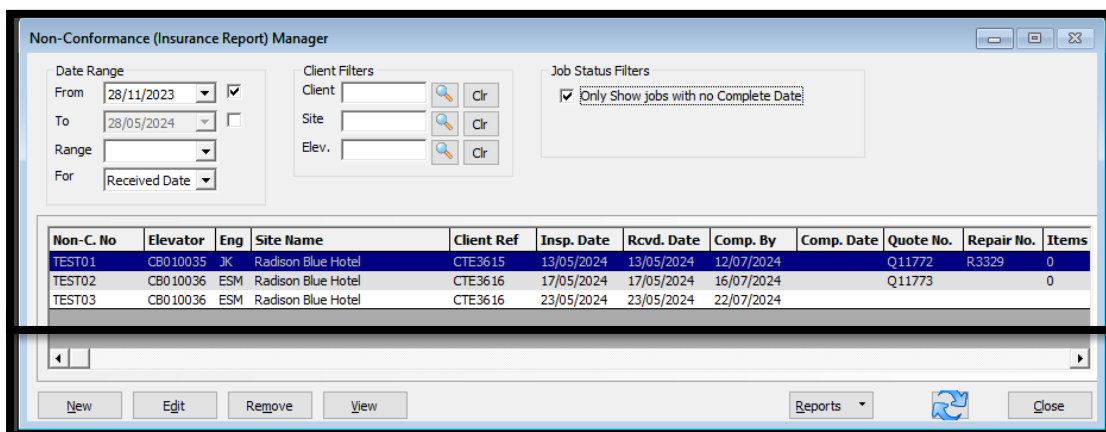 Non-Conformance (Insurance Report) Manager
Date Range
From 28/11/2023
To 28/05/2024
Range
For Received Date
Client Filters
Client Clr
Site Clr
Elev. Clr
Job Status Filters
Only Show jobs with no Complete Date
Non-C. No Elevator Eng Site Name Client Ref Insp. Date Rcvd. Date Comp. By Comp. Date Quote No. Repair No. Items
TEST01 CB010035 JK Radison Blue Hotel CTE3615 13/05/2024 13/05/2024 12/07/2024 Q11772 R3329 0
TEST02 CB010036 ESM Radison Blue Hotel CTE3616 17/05/2024 17/05/2024 16/07/2024 Q11773 0
TEST03 CB010036 ESM Radison Blue Hotel CTE3616 23/05/2024 23/05/2024 22/07/2024
New Edit Remove View Reports Close